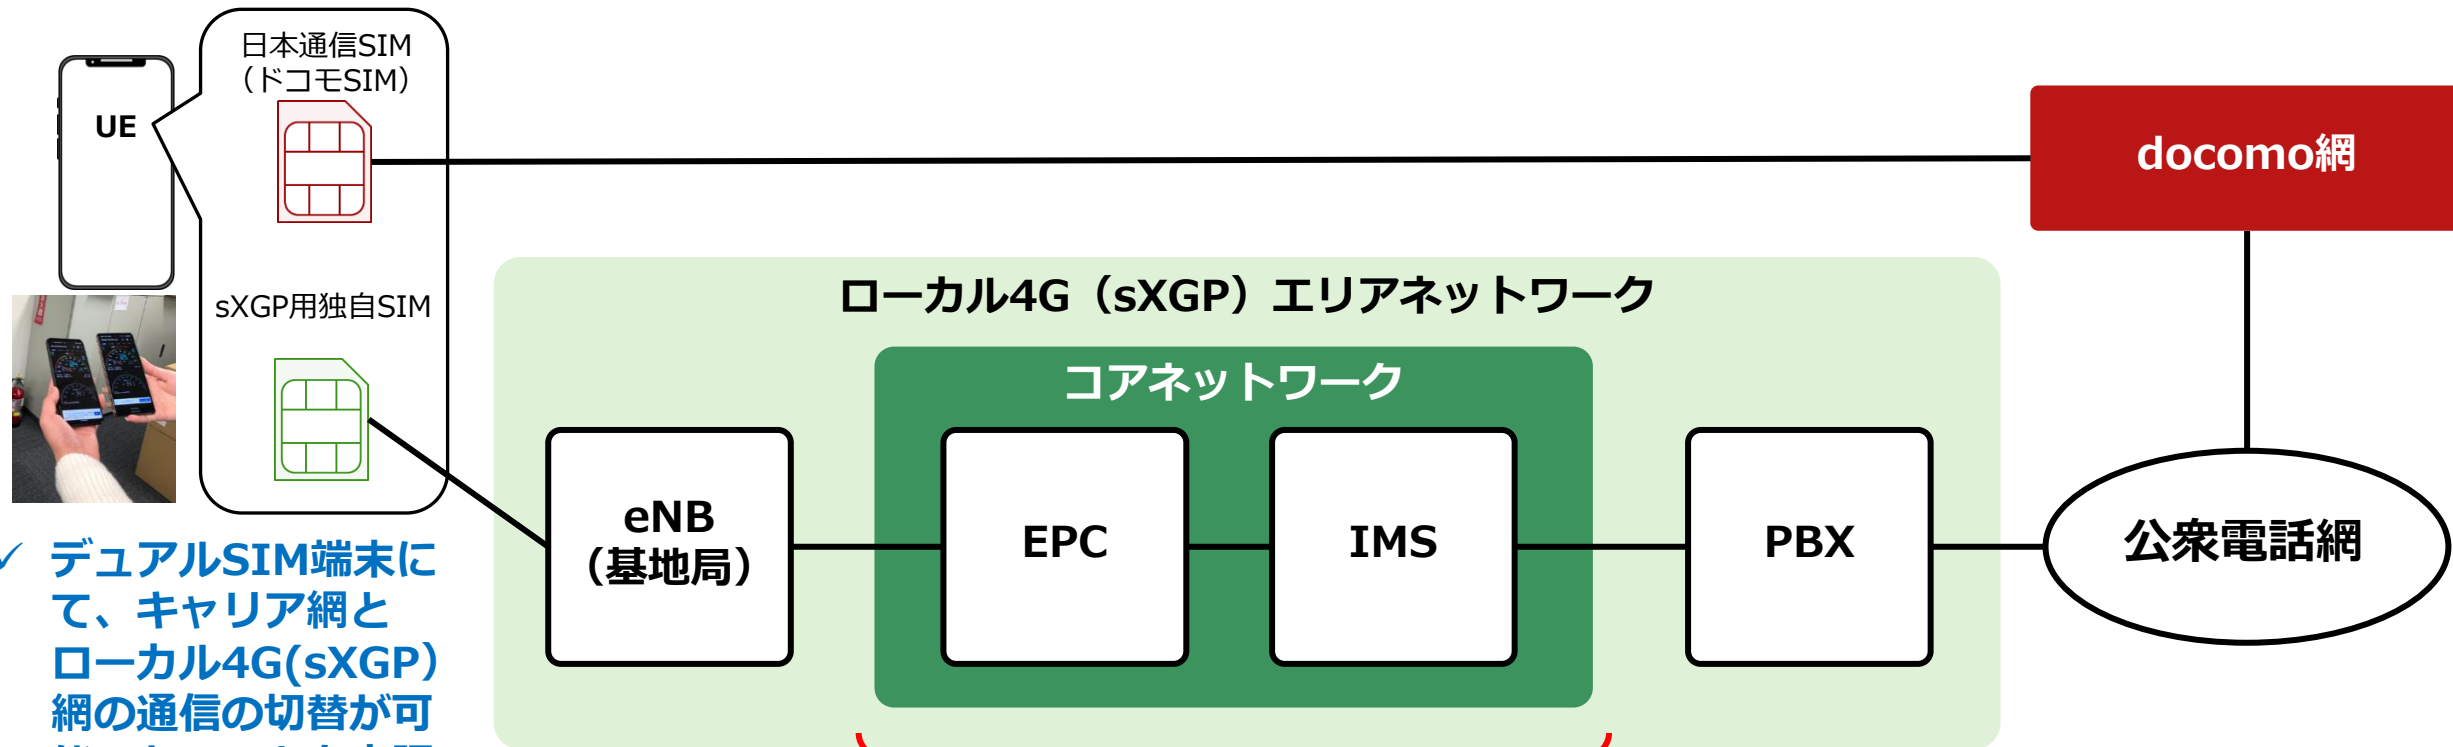 日本通信SIM
（ドコモSIM）
UE
docomo網
sXGP用独自SIM
ローカル4G（sXGP）エリアネットワーク
コアネットワーク
eNB
（基地局）
EPC
IMS
PBX
公衆電話網
✓ デュアルSIM端末に
て、キャリア網と
ローカル4G(sXGP）
網の通信の切替が可